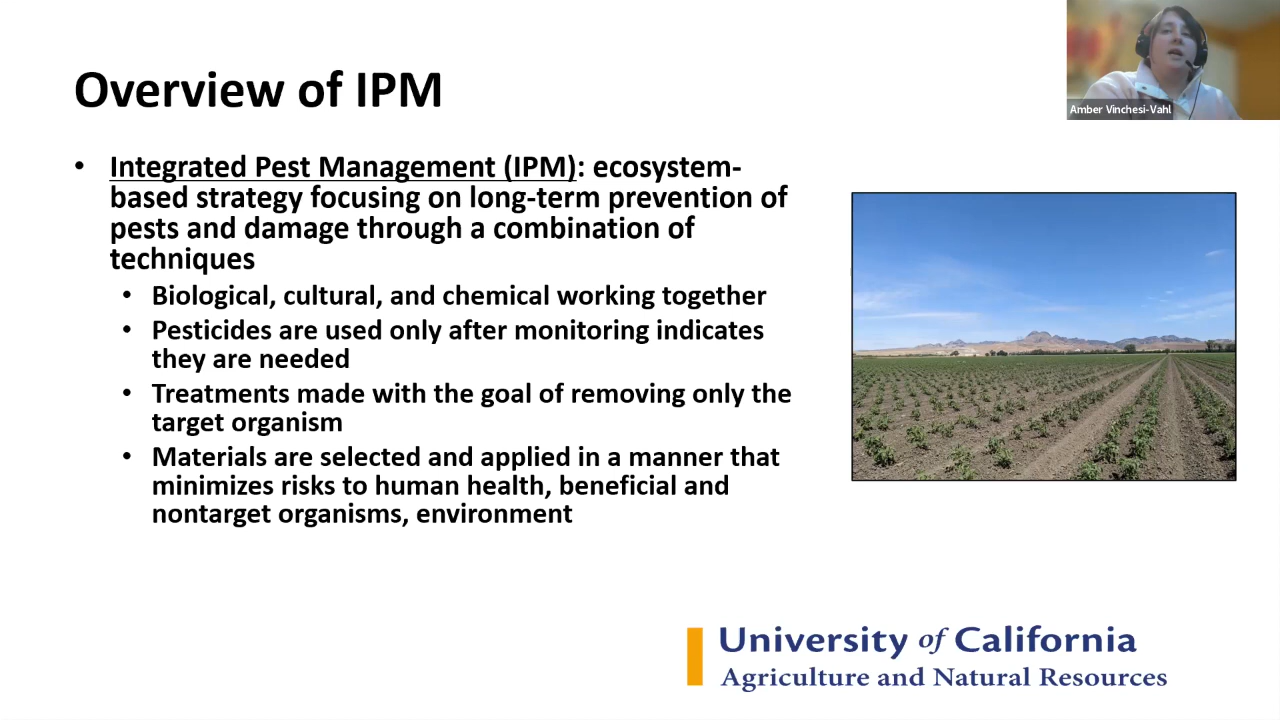 Overview of IPM
Amber Vinchesi-Vahl
• Integrated Pest Management (IPM): ecosystem-
based strategy focusing on long-term prevention of
pests and damage through a combination of
techniques
• Biological, cultural, and chemical working together
• Pesticides are used only after monitoring indicates
they are needed
• Treatments made with the goal of removing only the
target organism
• Materials are selected and applied in a manner that
minimizes risks to human health, beneficial and
nontarget organisms, environment
University of California
Agriculture and Natural Resources